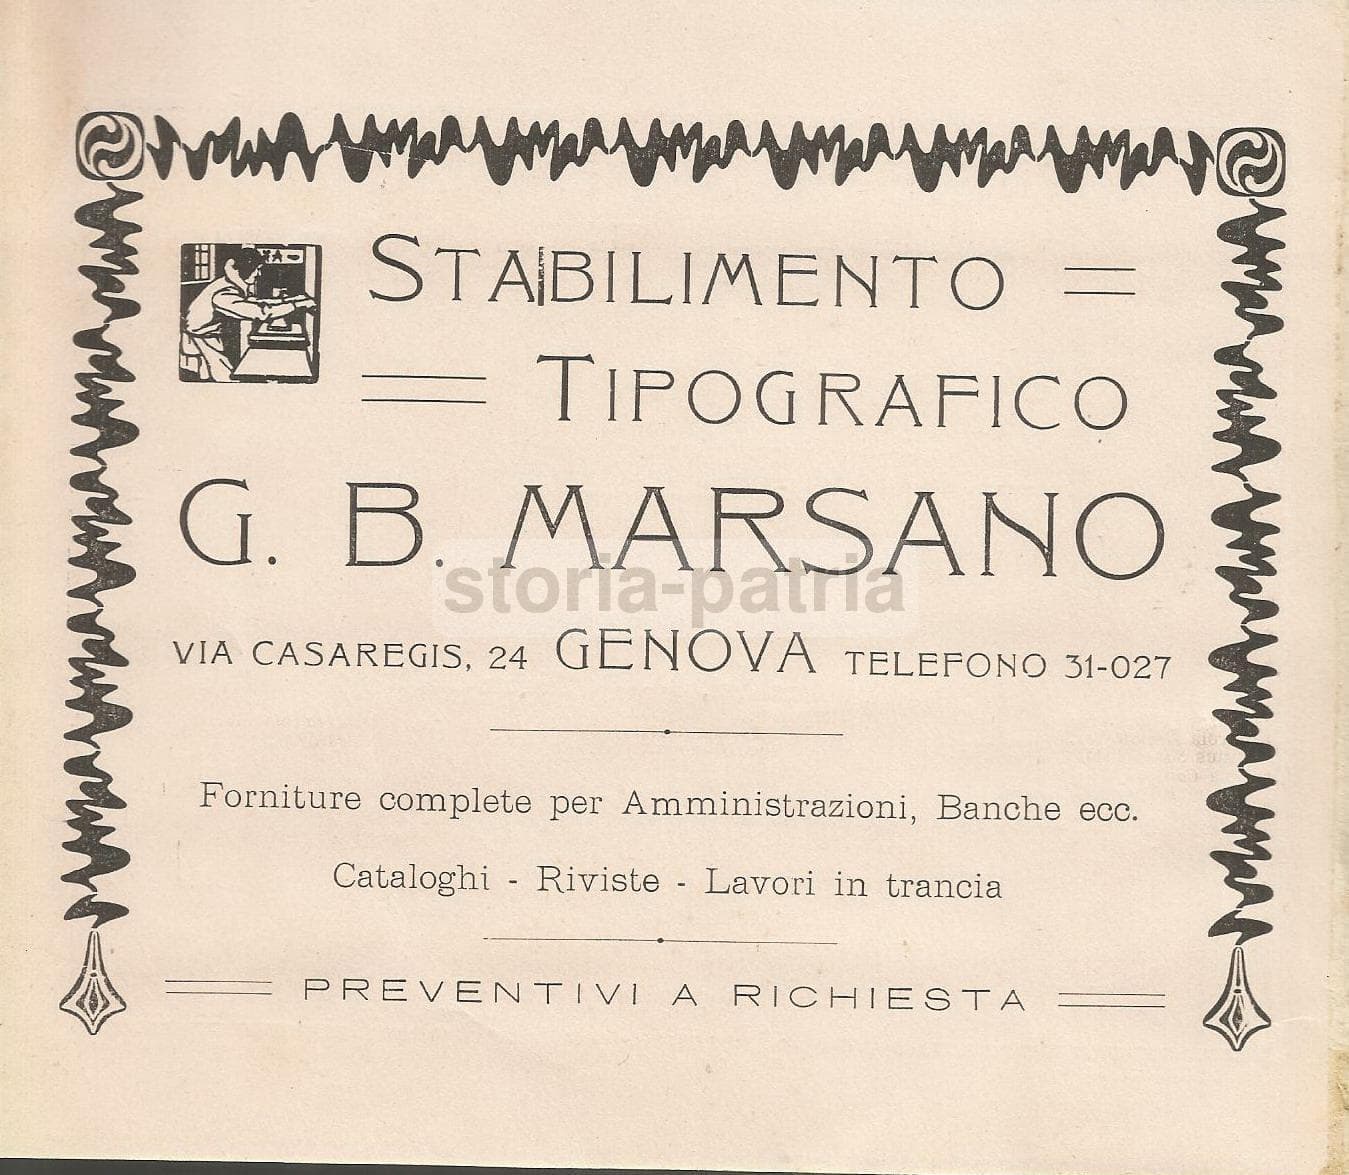 STABILIMENTO
TIPOGRAFICO
G. B. MARSANO
storia-patria
VIA CASAREGIS, 24 GENOVA TELEFONO 31-027
Forniture complete per Amministrazioni, Banche ecc.
Cataloghi - Riviste - Lavori in trancia
PREVENTIVI A RICHIESTA